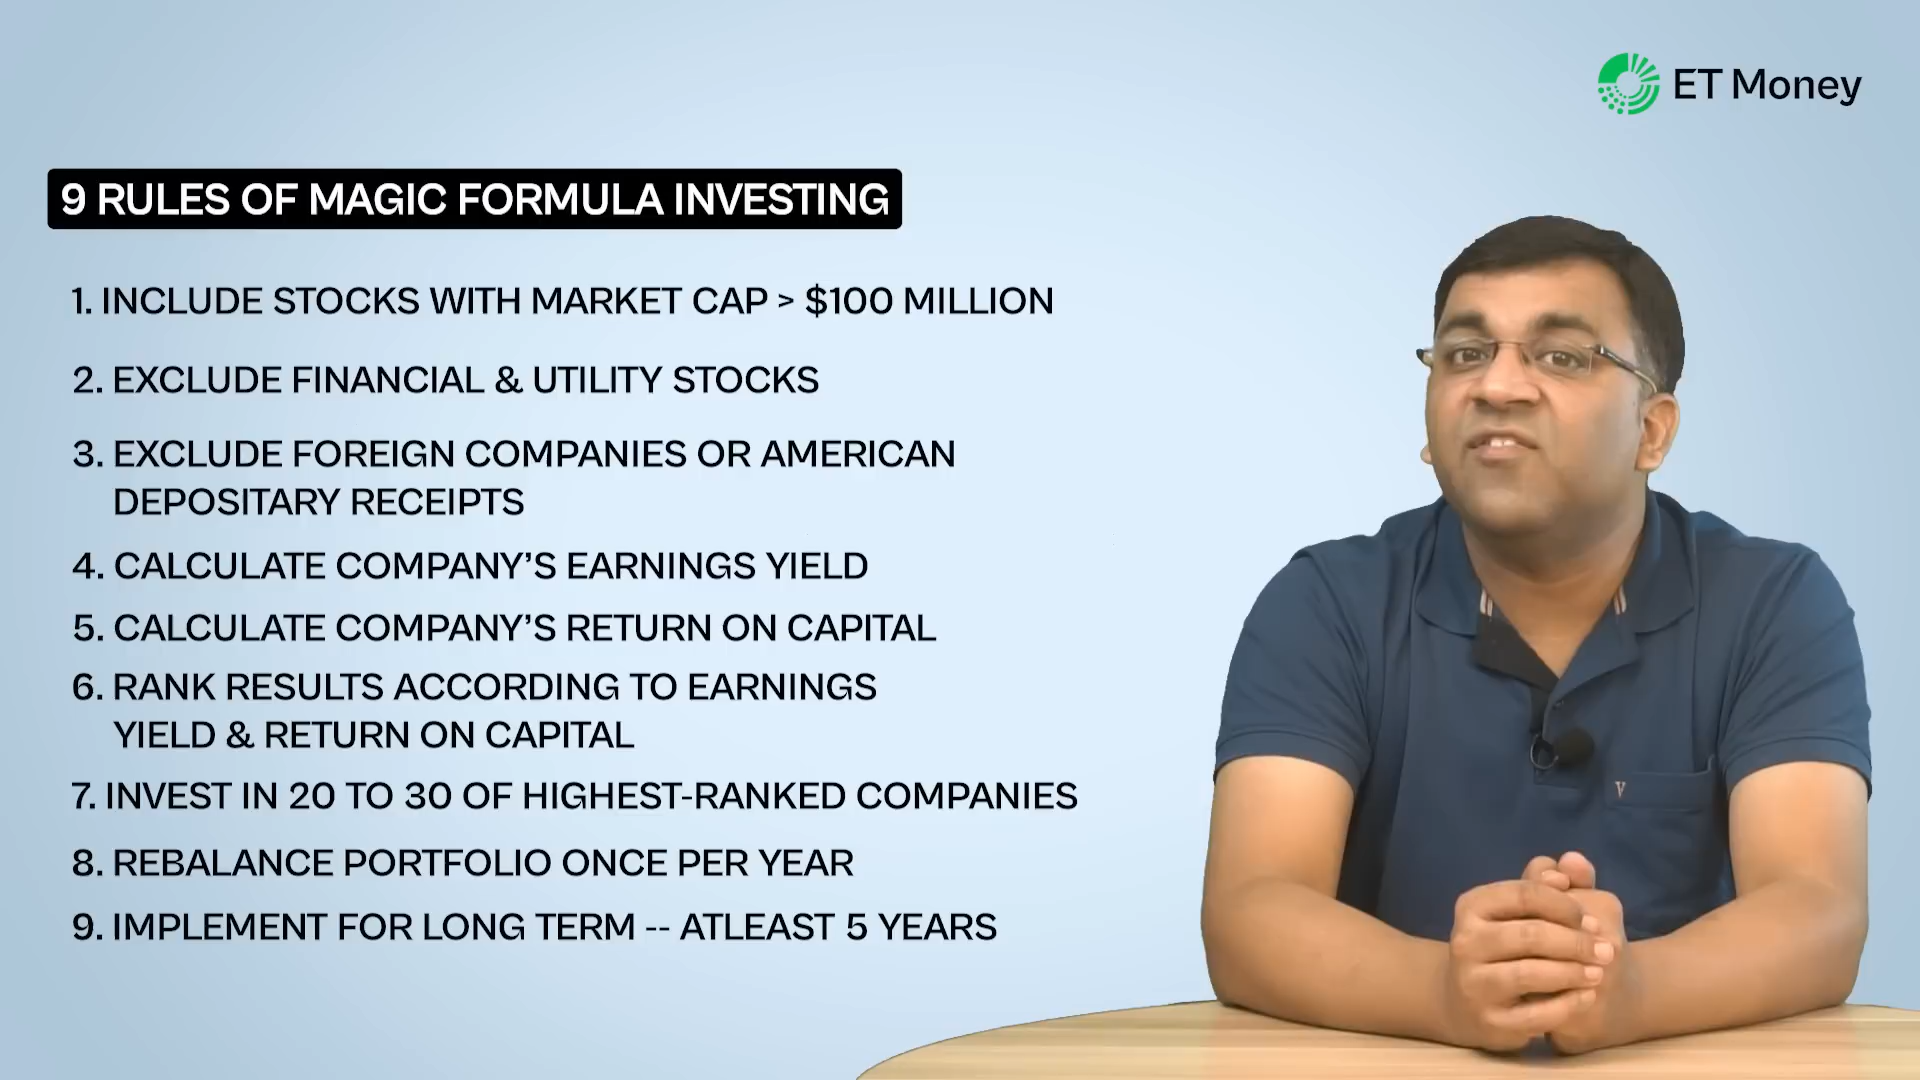 ET Money
9 RULES OF MAGIC FORMULA INVESTING
1. INCLUDE STOCKS WITH MARKET CAP > $100 MILLION
2. EXCLUDE FINANCIAL & UTILITY STOCKS
3. EXCLUDE FOREIGN COMPANIES OR AMERICAN
DEPOSITARY RECEIPTS
4. CALCULATE COMPANY’S EARNINGS YIELD
5. CALCULATE COMPANY’S RETURN ON CAPITAL
6. RANK RESULTS ACCORDING TO EARNINGS
YIELD & RETURN ON CAPITAL
7. INVEST IN 20 TO 30 OF HIGHEST-RANKED COMPANIES
8. REBALANCE PORTFOLIO ONCE PER YEAR
9. IMPLEMENT FOR LONG TERM -- ATLEAST 5 YEARS
V